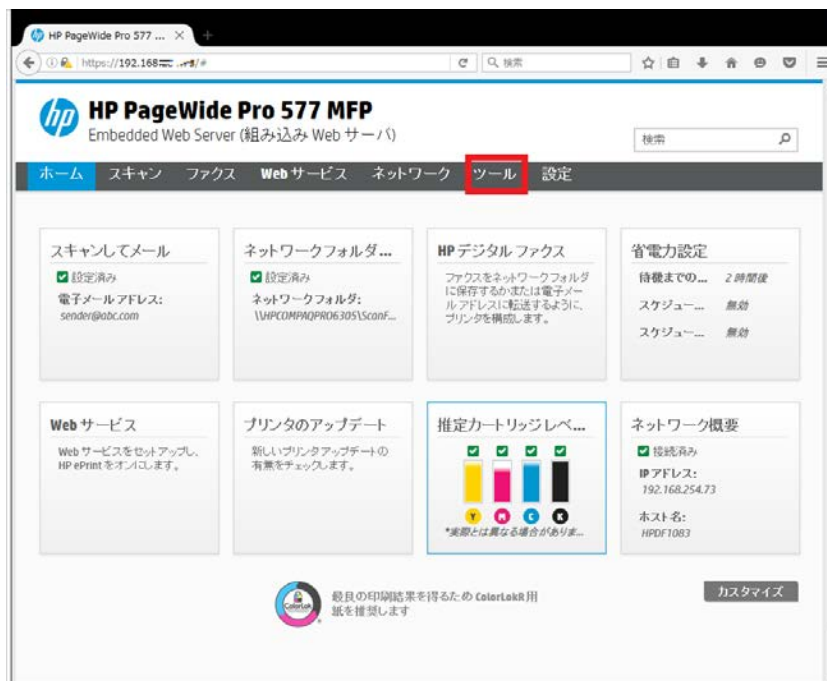 HP PageWide Pro 577 ...
https://192.168
検索
hp
HP PageWide Pro 577 MFP
Embedded Web Server (組み込み Web サーバ)
検索
ホーム スキャン ファクス Web サービス ネットワーク ツール 設定
スキャンしてメール
設定済み
電子メール アドレス:
sender@abc.com
ネットワークフォルダ...
設定済み
ネットワークフォルダ:
\\HPCOMPAQPRO6305\ScanF...
HP デジタル ファクス
ファクスをネットワークフォルダ
に保存するかまたは電子メー
ル アドレスに転送するように、
プリンタを構成します。
省電力設定
待機までの... 2 時間後
スケジュー... 無効
スケジュー... 無効
Web サービス
Web サービスをセットアップし、
HP ePrint をオンにします。
プリンタのアップデート
新しいプリンタアップデートの
有無をチェックします。
推定カートリッジレベ...
Y M C K
*実際とは異なる場合がありま...
ネットワーク概要
接続済み
IP アドレス:
192.168.254.73
ホスト名:
HPDF1083
ColorLok
最良の印刷結果を得るため ColorLokR 用
紙を推奨します
カスタマイズ